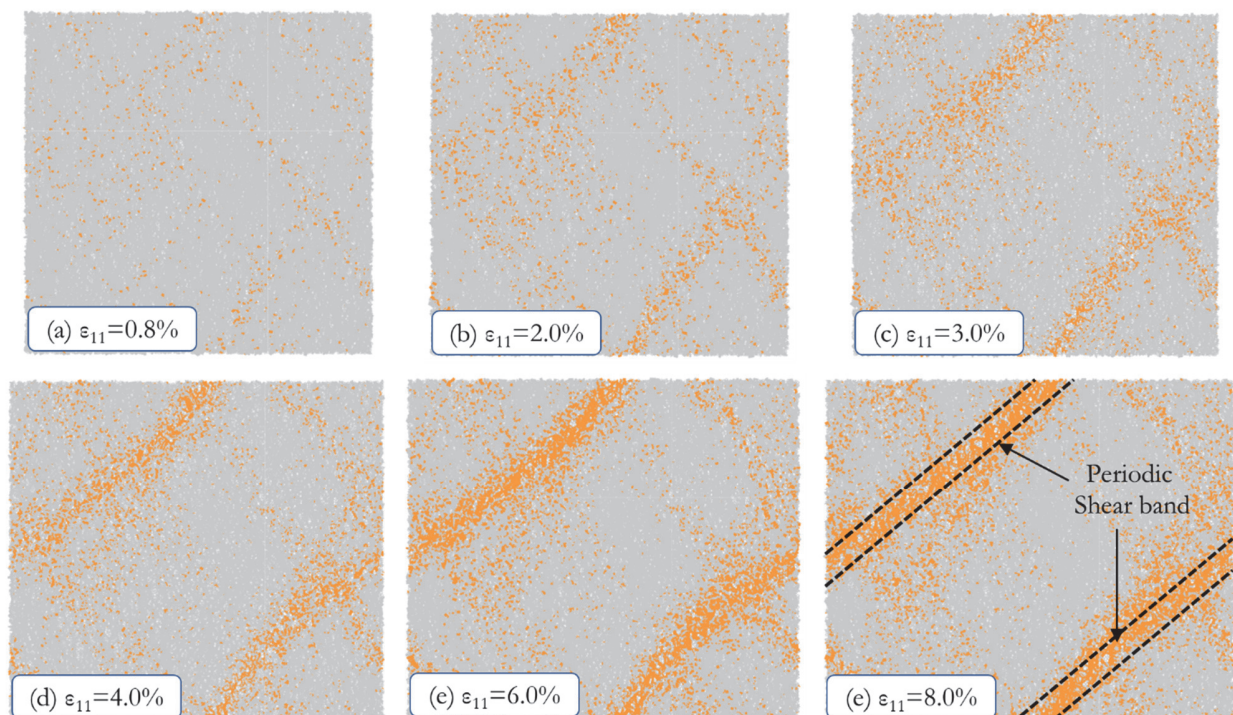 (a) ε₁₁=0.8%
(b) ε₁₁=2.0%
(c) ε₁₁=3.0%
Periodic
Shear band
(d) ε₁₁=4.0%
(e) ε₁₁=6.0%
(e) ε₁₁=8.0%